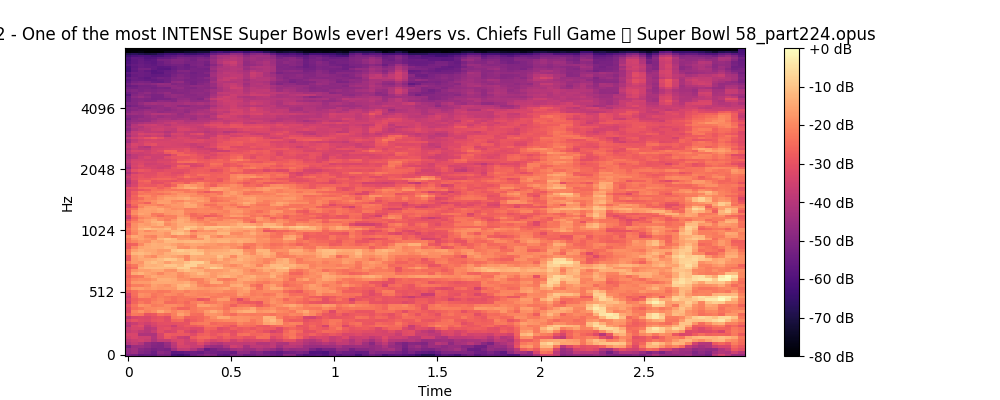 2 - One of the most INTENSE Super Bowls ever! 49ers vs. Chiefs Full Game Super Bowl 58_part224.opus
4096
2048
1024
512
0
Hz
0
0.5
1
1.5
2
2.5
Time
+0 dB
-10 dB
-20 dB
-30 dB
-40 dB
-50 dB
-60 dB
-70 dB
-80 dB